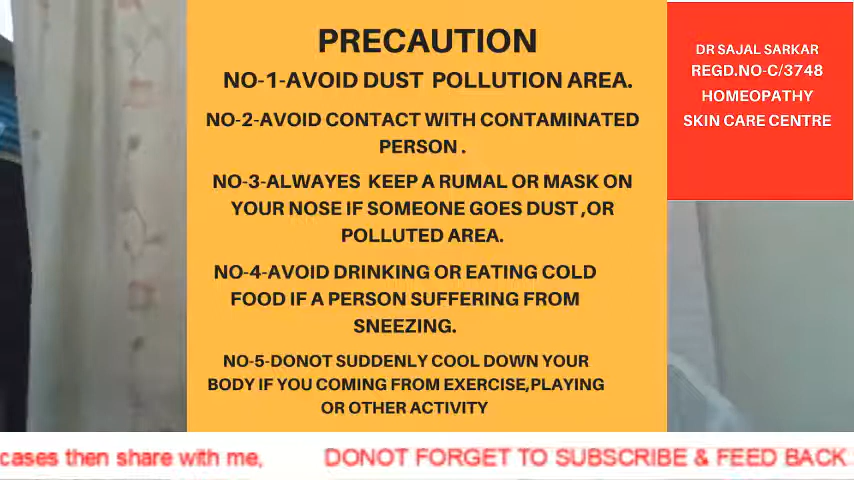 PRECAUTION
NO-1-AVOID DUST POLLUTION AREA.
NO-2-AVOID CONTACT WITH CONTAMINATED
PERSON .
NO-3-ALWAYES KEEP A RUMAL OR MASK ON
YOUR NOSE IF SOMEONE GOES DUST ,OR
POLLUTED AREA.
NO-4-AVOID DRINKING OR EATING COLD
FOOD IF A PERSON SUFFERING FROM
SNEEZING.
NO-5-DONOT SUDDENLY COOL DOWN YOUR
BODY IF YOU COMING FROM EXERCISE,PLAYING
OR OTHER ACTIVITY
DR SAJAL SARKAR
REGD.NO-C/3748
HOMEOPATHY
SKIN CARE CENTRE
cases then share with me, DONOT FORGET TO SUBSCRIBE & FEED BACK